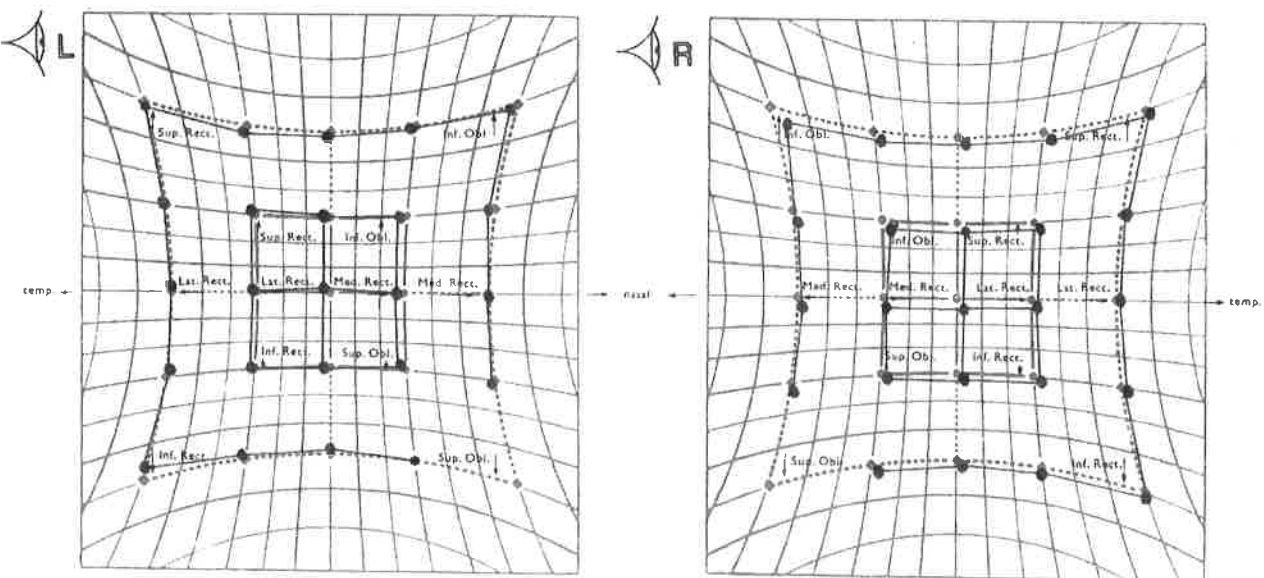 L
Sup. Rect.
Inf. Obl.
Sup. Rect.
Inf. Obl.
Lat. Rect.
Lat. Rect.
Med. Rect.
Med. Rect.
temp.
Inf. Rect.
Sup. Obl.
Inf. Rect.
Sup. Obl.
nasal
R
Inf. Obl.
Sup. Rect.
Inf. Obl.
Sup. Rect.
Med. Rect.
Med. Rect.
Lat. Rect.
Lat. Rect.
temp.
Sup. Obl.
Inf. Rect.
Sup. Obl.
Inf. Rect.